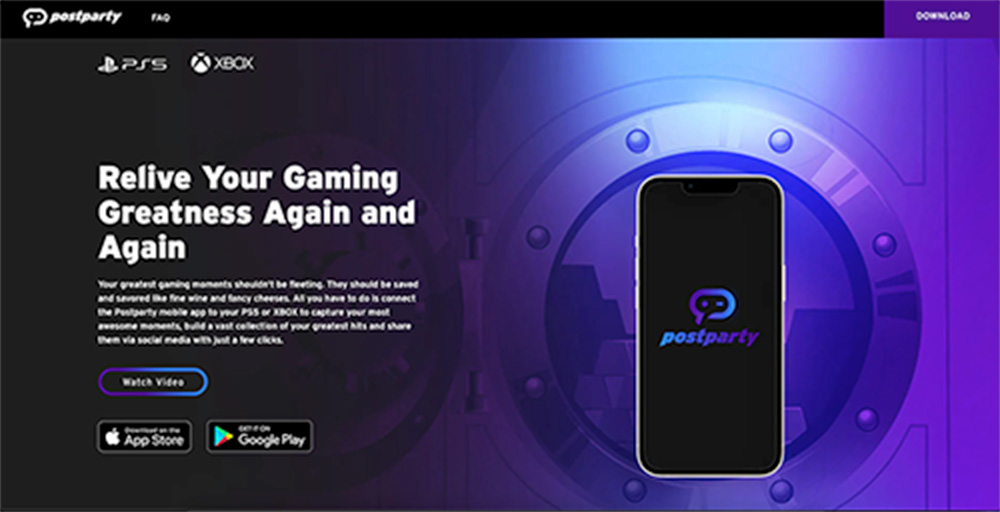 postparty FAQ DOWNLOAD
PS5 XBOX
Relive Your Gaming
Greatness Again and
Again
Your greatest gaming moments shouldn't be fleeting. They should be saved
and savored like fine wine and fancy cheeses. All you have to do is connect
the Postparty mobile app to your PS5 or XBOX to capture your most
awesome moments, build a vast collection of your greatest hits and share
them via social media with just a few clicks.
postparty
Watch Video
Download on the
App Store
GET IT ON
Google Play